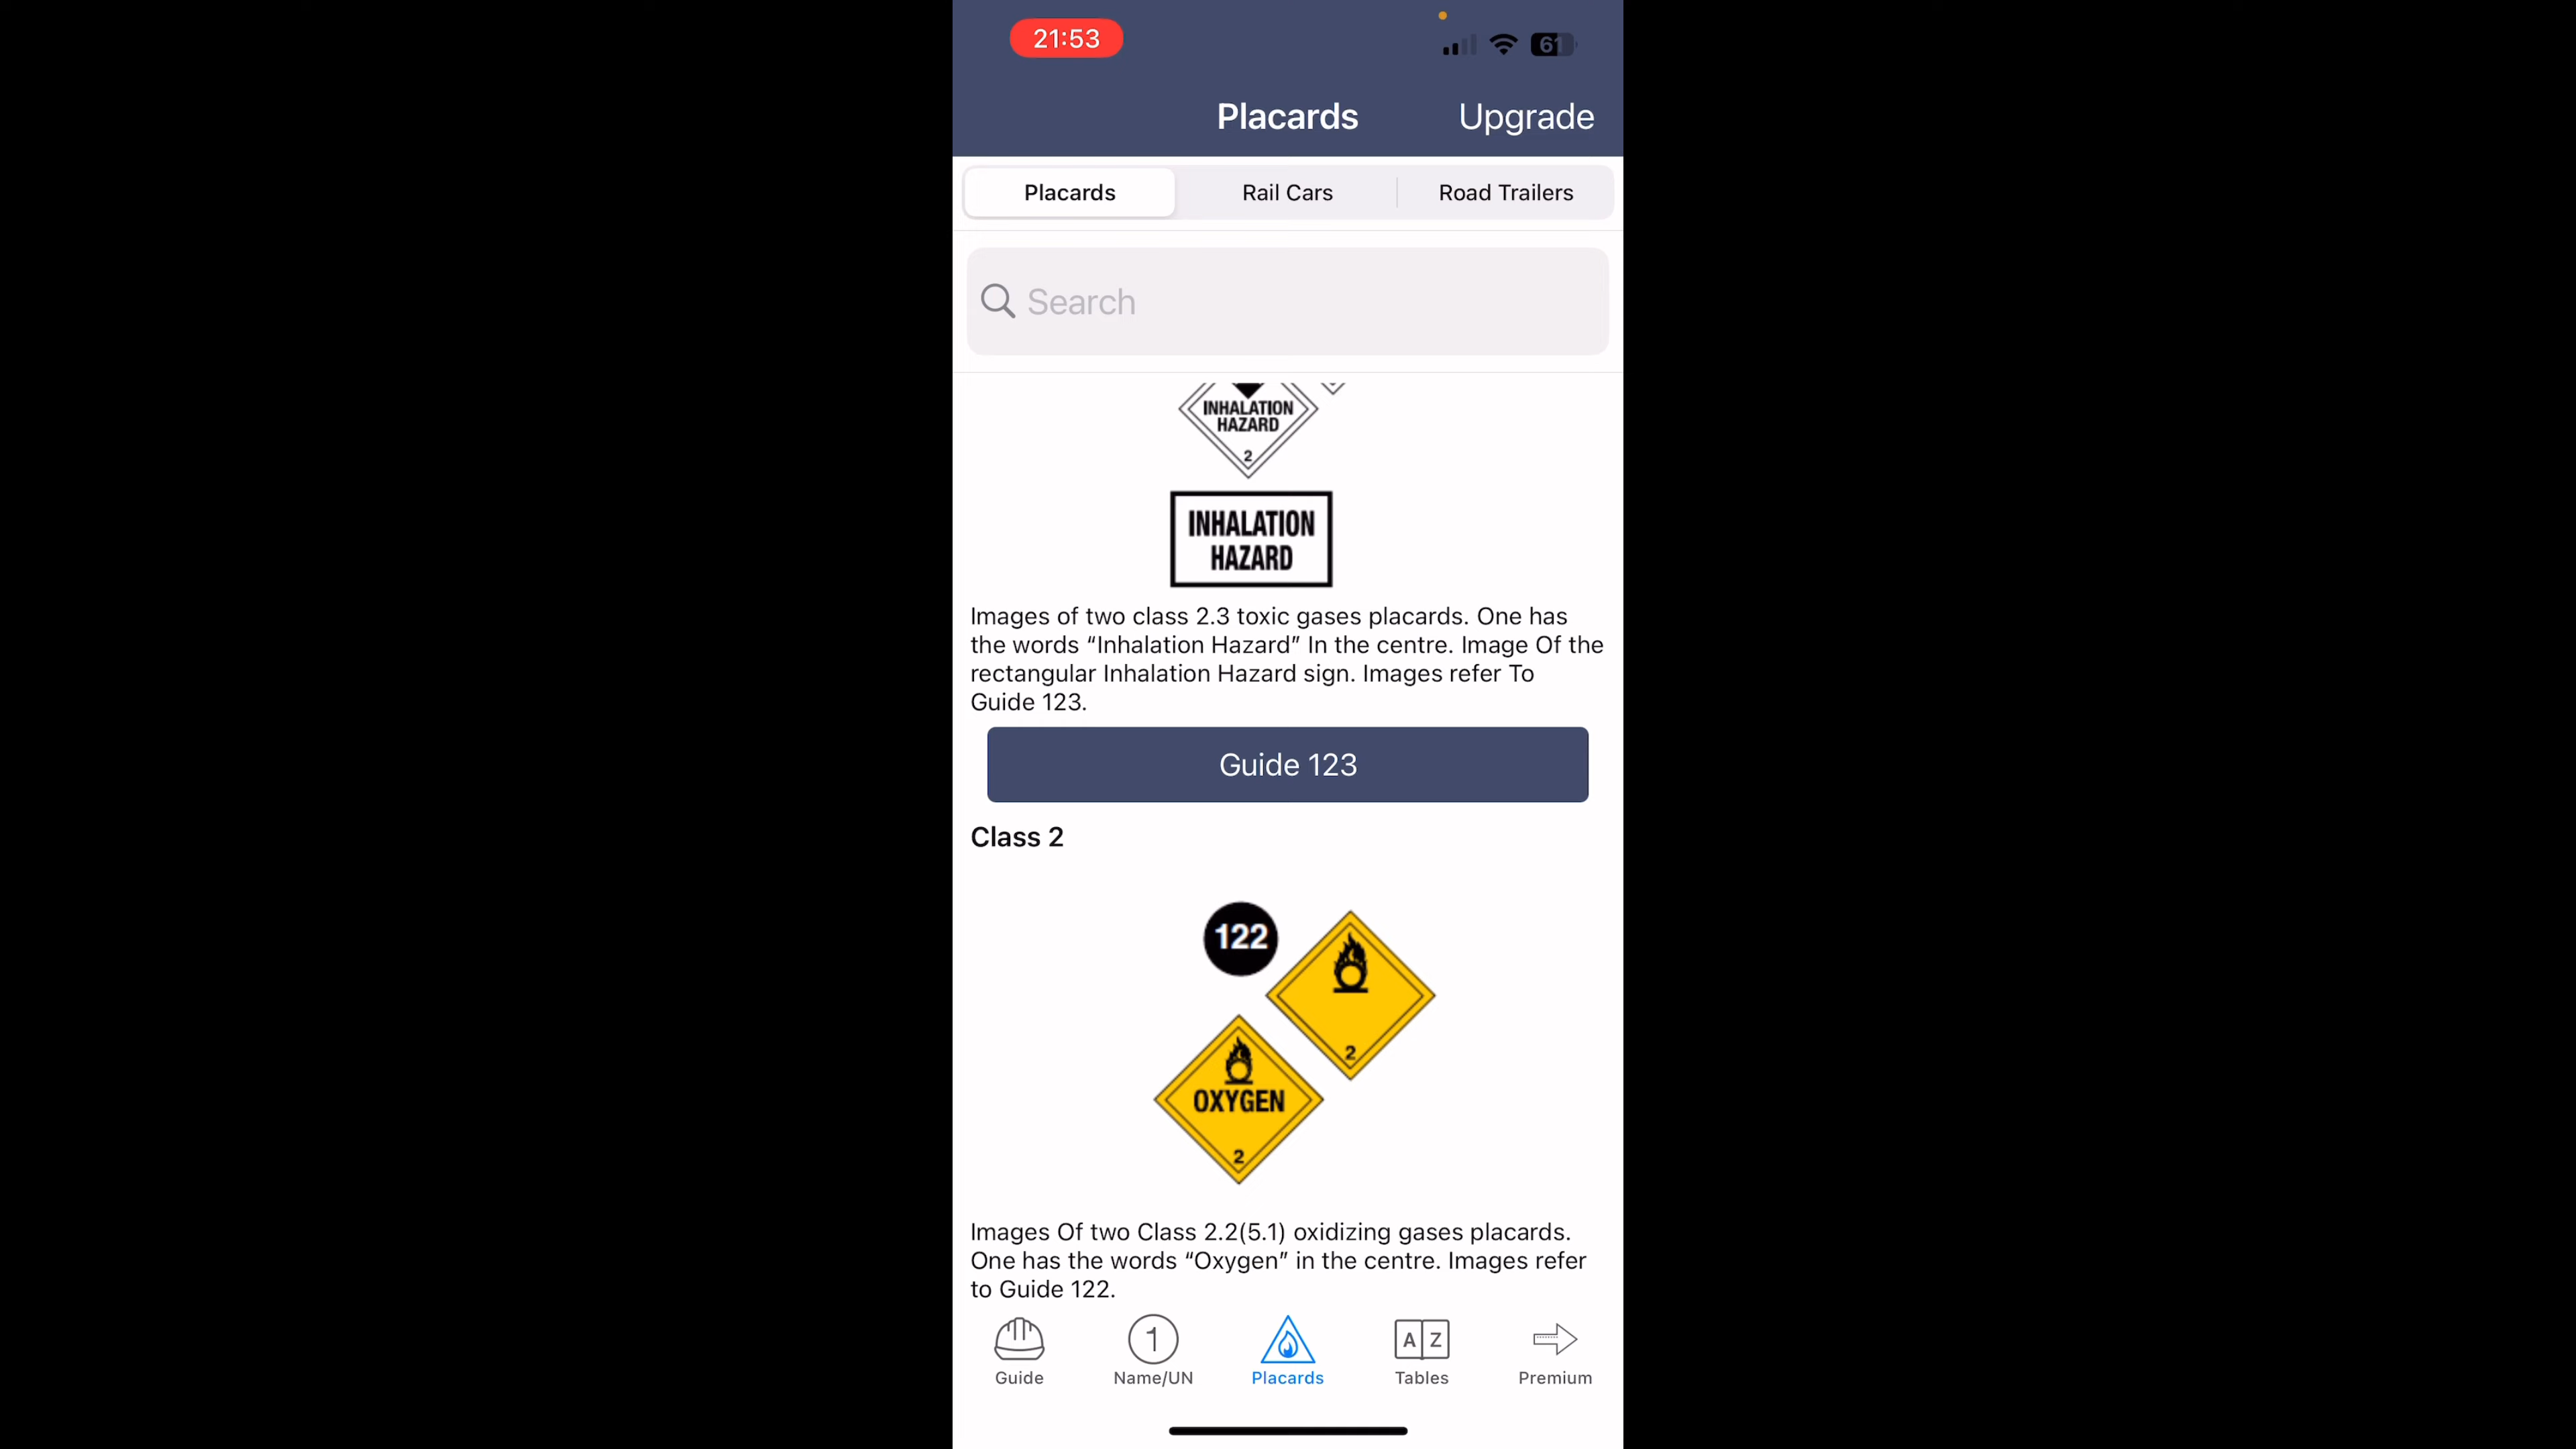 21:53
61
Placards
Upgrade
Placards
Rail Cars
Road Trailers
Search
INHALATION
HAZARD
2
INHALATION
HAZARD
Images of two class 2.3 toxic gases placards. One has
the words “Inhalation Hazard” In the centre. Image Of the
rectangular Inhalation Hazard sign. Images refer To
Guide 123.
Guide 123
Class 2
122
2
OXYGEN
2
Images Of two Class 2.2(5.1) oxidizing gases placards.
One has the words “Oxygen” in the centre. Images refer
to Guide 122.
1
A Z
Guide
Name/UN
Placards
Tables
Premium